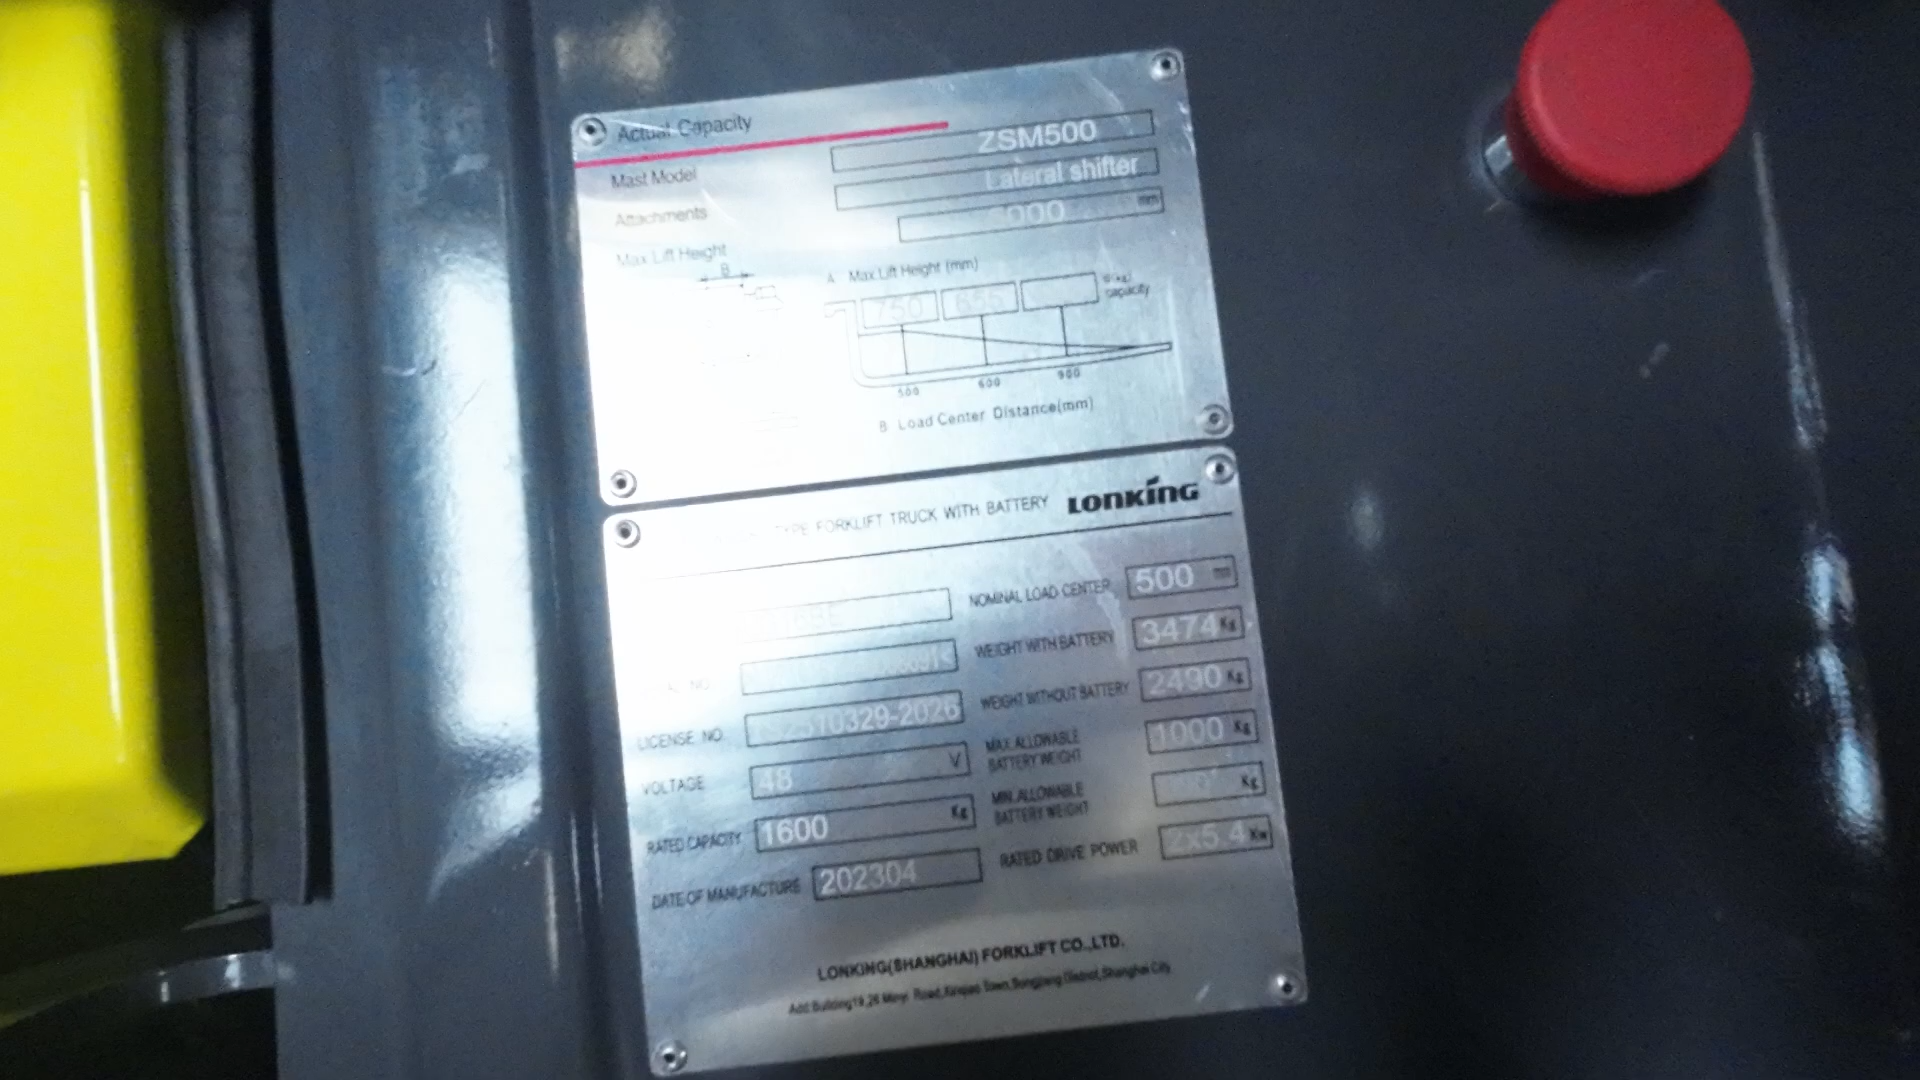 Actual Capacity
Mast Model ZSM500
Attachments Lateral shifter
Max Lift Height mm
B
A Max Lift Height (mm)
750 655
capacity
500 600 900
B Load Center Distance(mm)
TYPE FORKLIFT TRUCK WITH BATTERY LONKING
NOMINAL LOAD CENTER 500 mm
WEIGHT WITH BATTERY 3474 Kg
NO. WEIGHT WITHOUT BATTERY 2490 Kg
LICENSE NO. TS2510329-2026 MAX. ALLOWABLE BATTERY WEIGHT 1000 Kg
VOLTAGE 48 V MIN. ALLOWABLE BATTERY WEIGHT Kg
RATED CAPACITY 1600 Kg RATED DRIVE POWER 2x5.4 Kw
DATE OF MANUFACTURE 202304
LONKING(SHANGHAI) FORKLIFT CO.,LTD.
Add:Building19,26 Minyi Road,Xinqiao Town,Songjiang District,Shanghai City